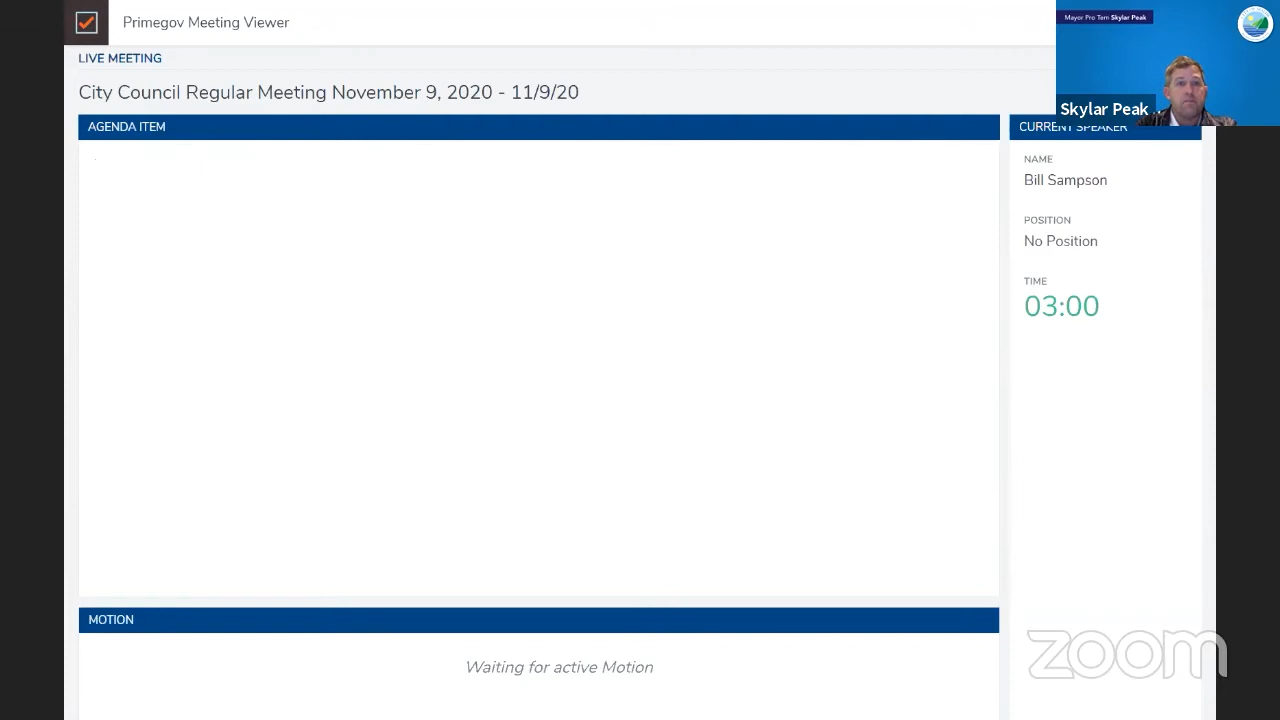 Primegov Meeting Viewer
Mayor Pro Tem Skylar Peak
LIVE MEETING
City Council Regular Meeting November 9, 2020 - 11/9/20
Skylar Peak ...
AGENDA ITEM
CURRENT SPEAKER
NAME
Bill Sampson
POSITION
No Position
TIME
03:00
MOTION
Waiting for active Motion
zoom